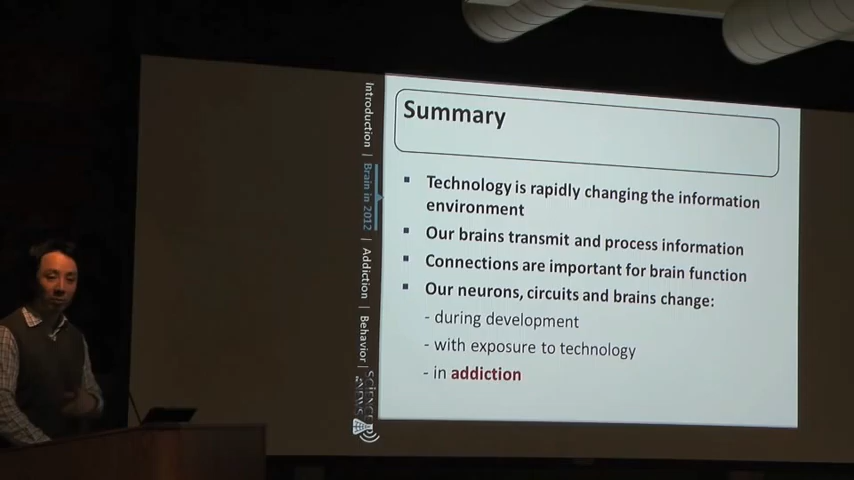 Summary
Technology is rapidly changing the information
environment
Our brains transmit and process information
Connections are important for brain function
Our neurons, circuits and brains change:
- during development
- with exposure to technology
- in addiction
Introduction | Brain in 2012 | Addiction | Behavior |
SCIENCE
NEWS